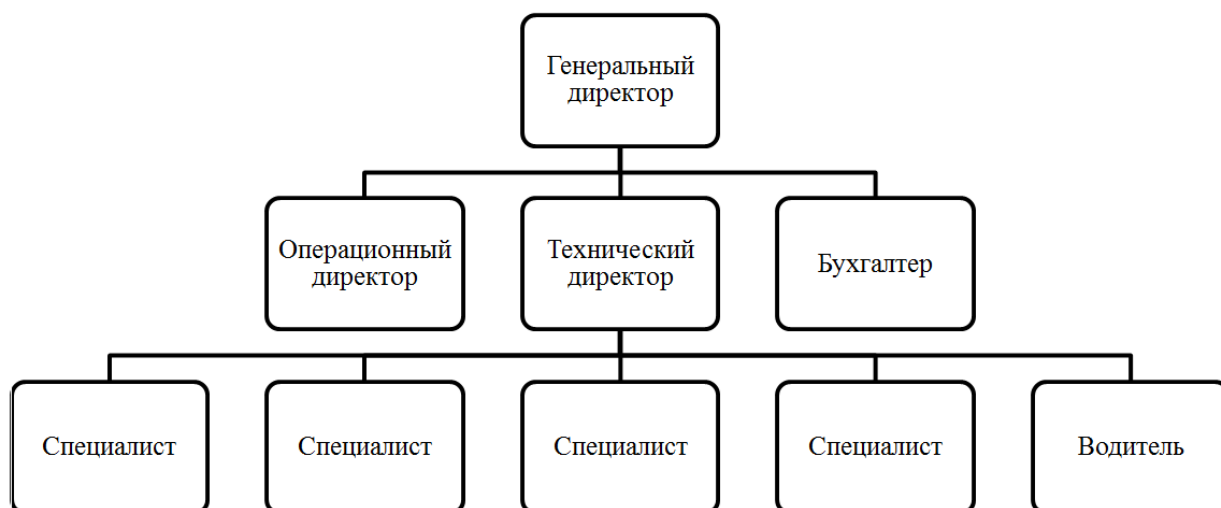 Генеральный
директор
Операционный
директор
Технический
директор
Бухгалтер
Специалист
Специалист
Специалист
Специалист
Водитель